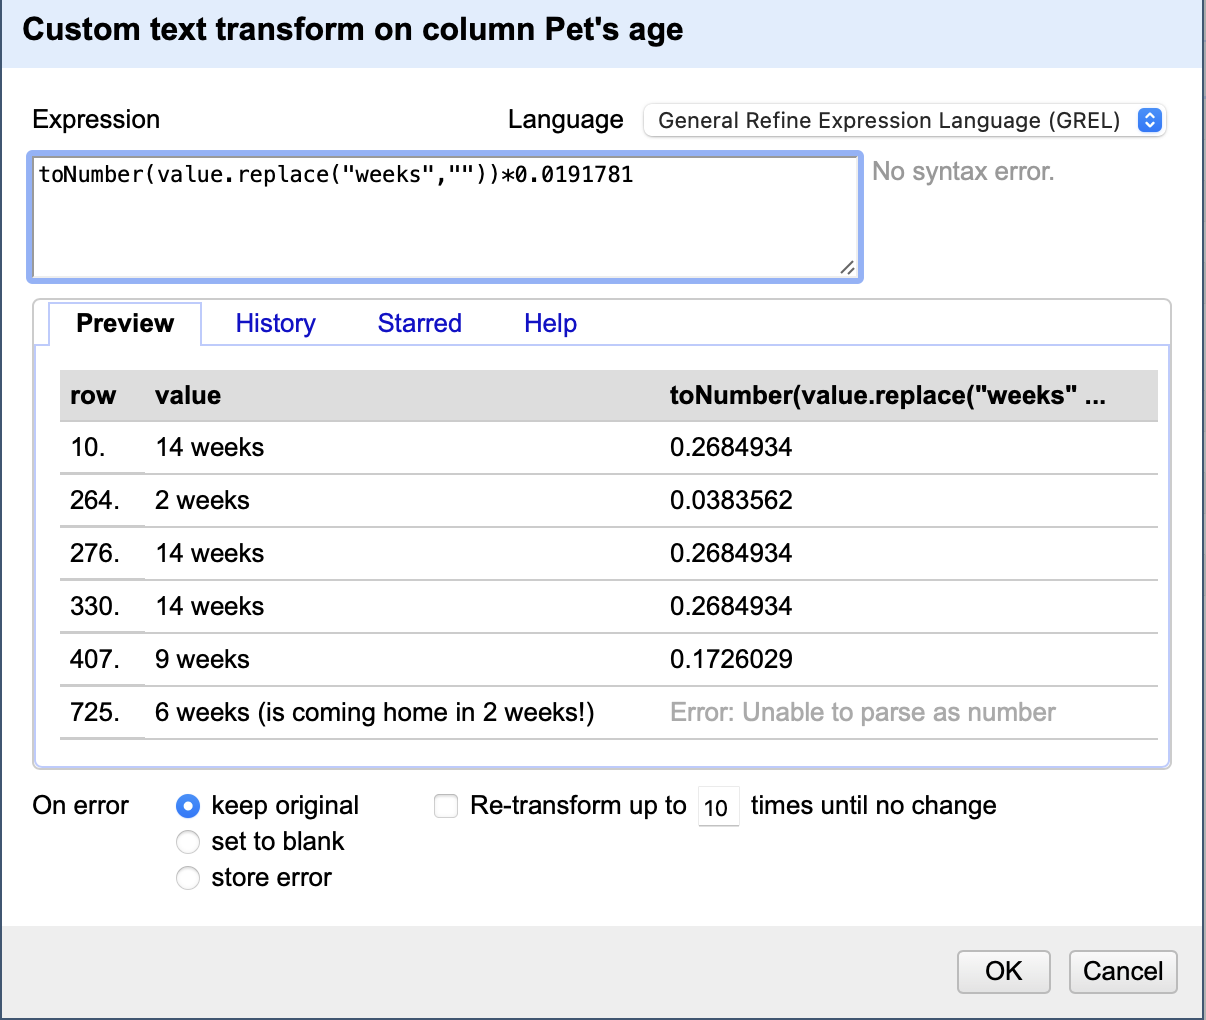 Custom text transform on column Pet's age
Expression
Language
General Refine Expression Language (GREL)
toNumber(value.replace("weeks",""))*0.0191781
No syntax error.
Preview History Starred Help
row value toNumber(value.replace("weeks" ...
10. 14 weeks 0.2684934
264. 2 weeks 0.0383562
276. 14 weeks 0.2684934
330. 14 weeks 0.2684934
407. 9 weeks 0.1726029
725. 6 weeks (is coming home in 2 weeks!) Error: Unable to parse as number
On error keep original Re-transform up to 10 times until no change
set to blank
store error
OK Cancel